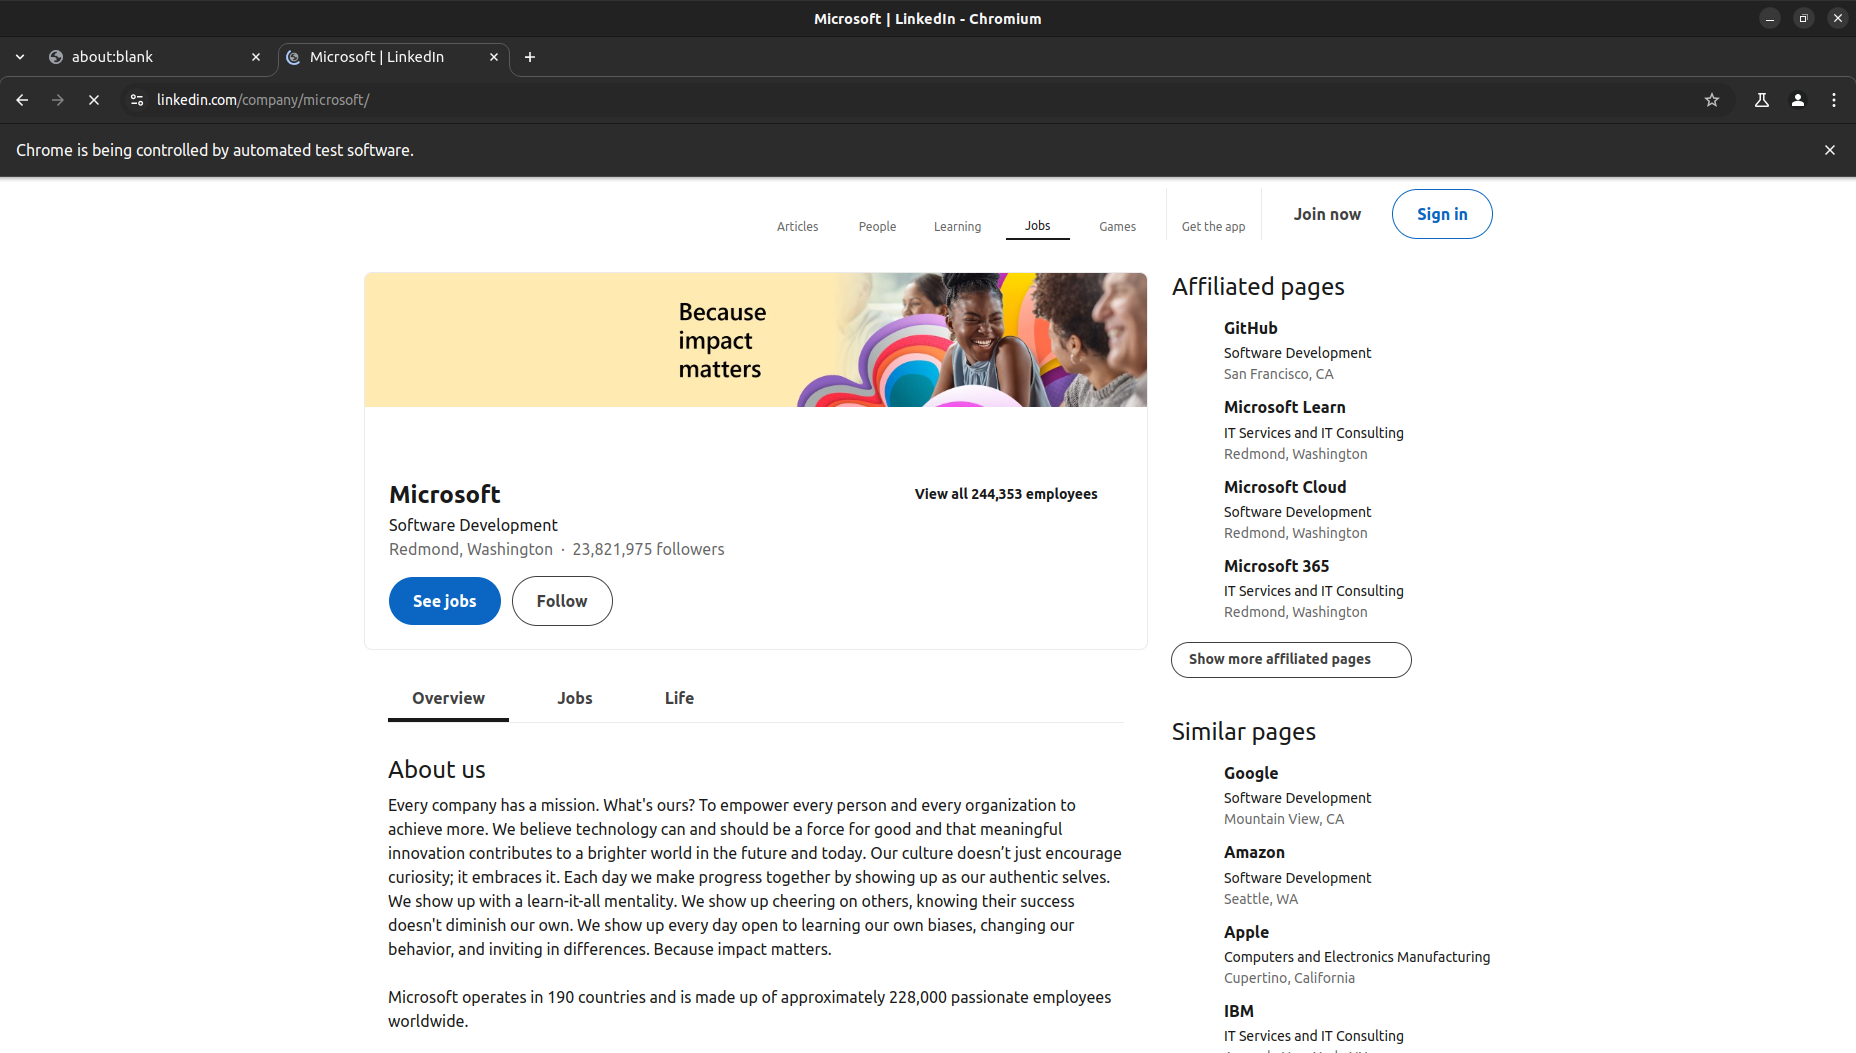 Microsoft | LinkedIn - Chromium
about:blank
Microsoft | LinkedIn
linkedin.com/company/microsoft/
Chrome is being controlled by automated test software.
Articles
People
Learning
Jobs
Games
Get the app
Join now
Sign in
Because
impact
matters
Microsoft
View all 244,353 employees
Software Development
Redmond, Washington · 23,821,975 followers
See jobs
Follow
Overview
Jobs
Life
About us
Every company has a mission. What's ours? To empower every person and every organization to
achieve more. We believe technology can and should be a force for good and that meaningful
innovation contributes to a brighter world in the future and today. Our culture doesn’t just encourage
curiosity; it embraces it. Each day we make progress together by showing up as our authentic selves.
We show up with a learn-it-all mentality. We show up cheering on others, knowing their success
doesn't diminish our own. We show up every day open to learning our own biases, changing our
behavior, and inviting in differences. Because impact matters.
Microsoft operates in 190 countries and is made up of approximately 228,000 passionate employees
worldwide.
Affiliated pages
GitHub
Software Development
San Francisco, CA
Microsoft Learn
IT Services and IT Consulting
Redmond, Washington
Microsoft Cloud
Software Development
Redmond, Washington
Microsoft 365
IT Services and IT Consulting
Redmond, Washington
Show more affiliated pages
Similar pages
Google
Software Development
Mountain View, CA
Amazon
Software Development
Seattle, WA
Apple
Computers and Electronics Manufacturing
Cupertino, California
IBM
IT Services and IT Consulting